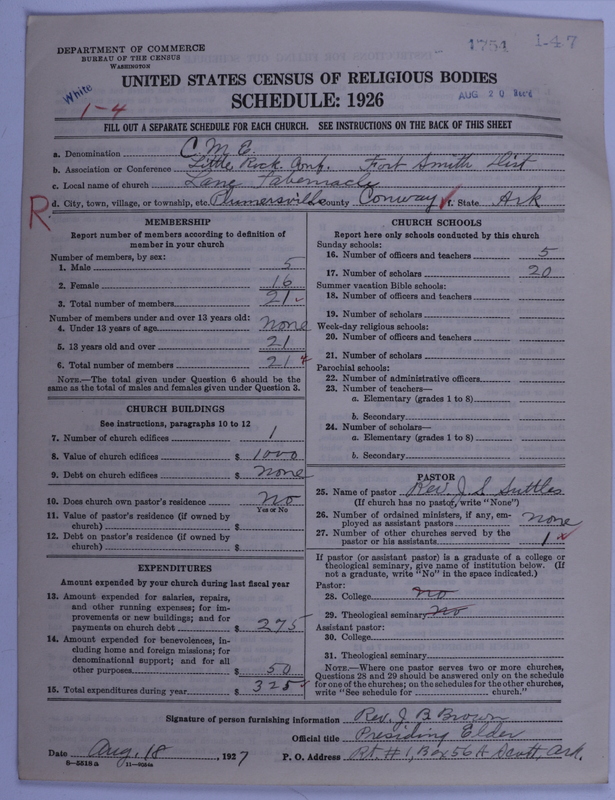 1751 1-47
DEPARTMENT OF COMMERCE
BUREAU OF THE CENSUS
WASHINGTON
White
1-4
AUG 20
UNITED STATES CENSUS OF RELIGIOUS BODIES
SCHEDULE: 1926
FILL OUT A SEPARATE SCHEDULE FOR EACH CHURCH. SEE INSTRUCTIONS ON THE BACK OF THIS SHEET
a. Denomination C. M. E.
b. Association or Conference Little Rock Conf. Fort Smith Dist
c. Local name of church Lane Tabernacle
R d. City, town, village, or township, etc. Plumersville County Conway f. State Ark
MEMBERSHIP
Report number of members according to definition of
member in your church
Number of members, by sex:
1. Male 5
2. Female 16
3. Total number of members 21
Number of members under and over 13 years old:
4. Under 13 years of age none
5. 13 years old and over 21
6. Total number of members 21
NOTE.—The total given under Question 6 should be the
same as the total of males and females given under Question 3.
CHURCH BUILDINGS
See instructions, paragraphs 10 to 12
7. Number of church edifices 1
8. Value of church edifices $ 1000
9. Debt on church edifices $ none
10. Does church own pastor's residence No
Yes or No
11. Value of pastor's residence (if owned by
church) $
12. Debt on pastor's residence (if owned by
church) $
EXPENDITURES
Amount expended by your church during last fiscal year
13. Amount expended for salaries, repairs,
and other running expenses; for im-
provements or new buildings; and for
payments on church debt $ 275
14. Amount expended for benevolences, in-
cluding home and foreign missions; for
denominational support; and for all
other purposes $ 50
15. Total expenditures during year $ 325
CHURCH SCHOOLS
Report here only schools conducted by this church
Sunday schools:
16. Number of officers and teachers 5
17. Number of scholars 20
Summer vacation Bible schools:
18. Number of officers and teachers
19. Number of scholars
Week-day religious schools:
20. Number of officers and teachers
21. Number of scholars
Parochial schools:
22. Number of administrative officers
23. Number of teachers—
a. Elementary (grades 1 to 8)
b. Secondary
24. Number of scholars—
a. Elementary (grades 1 to 8)
b. Secondary
PASTOR
25. Name of pastor Rev. J. S. Suttles
(If church has no pastor, write "None")
26. Number of ordained ministers, if any, em-
ployed as assistant pastors none
27. Number of other churches served by the
pastor or his assistants 1
If pastor (or assistant pastor) is a graduate of a college or
theological seminary, give name of institution below. (If
not a graduate, write "No" in the space indicated.)
Pastor:
28. College no
29. Theological seminary no
Assistant pastor:
30. College
31. Theological seminary
NOTE.—Where one pastor serves two or more churches,
Questions 28 and 29 should be answered only on the schedule
for one of the churches; on the schedules for the other churches,
write "See schedule for church."
Signature of person furnishing information Rev. J. B. Brown
Official title Presiding Elder
Date Aug. 18, 1927 P. O. Address Rt. # 1, Box 56 A Scott, Ark.
8-5518 a